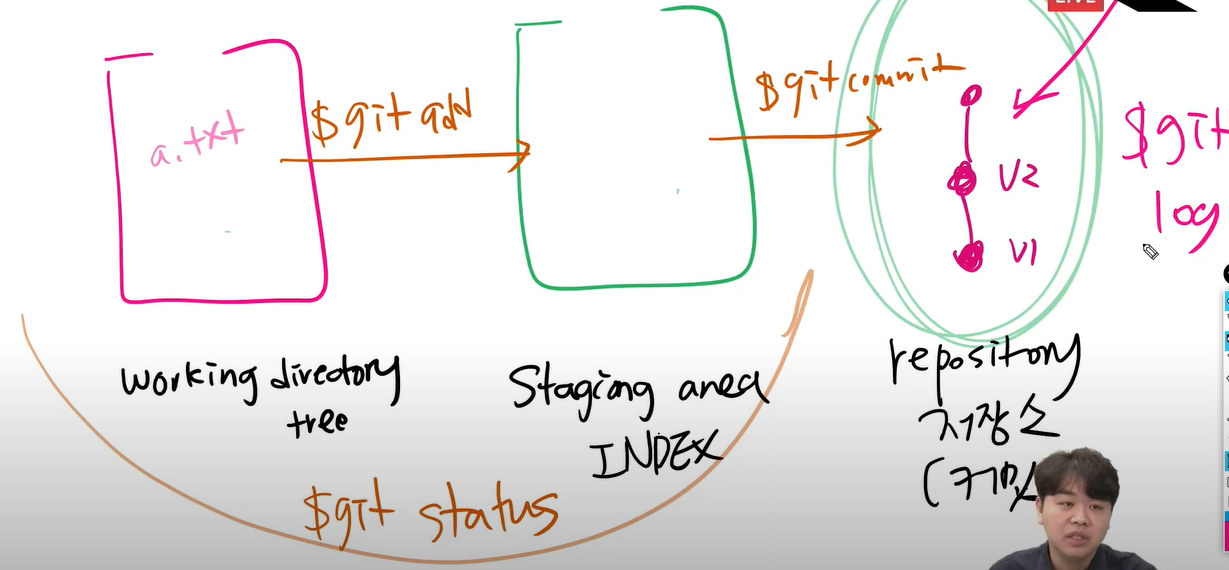 LIVE
a.txt
$git add
$git commit
V2
V1
$git
log
working directory
tree
Staging area
INDEX
repository
저장소
(커밋
$git status